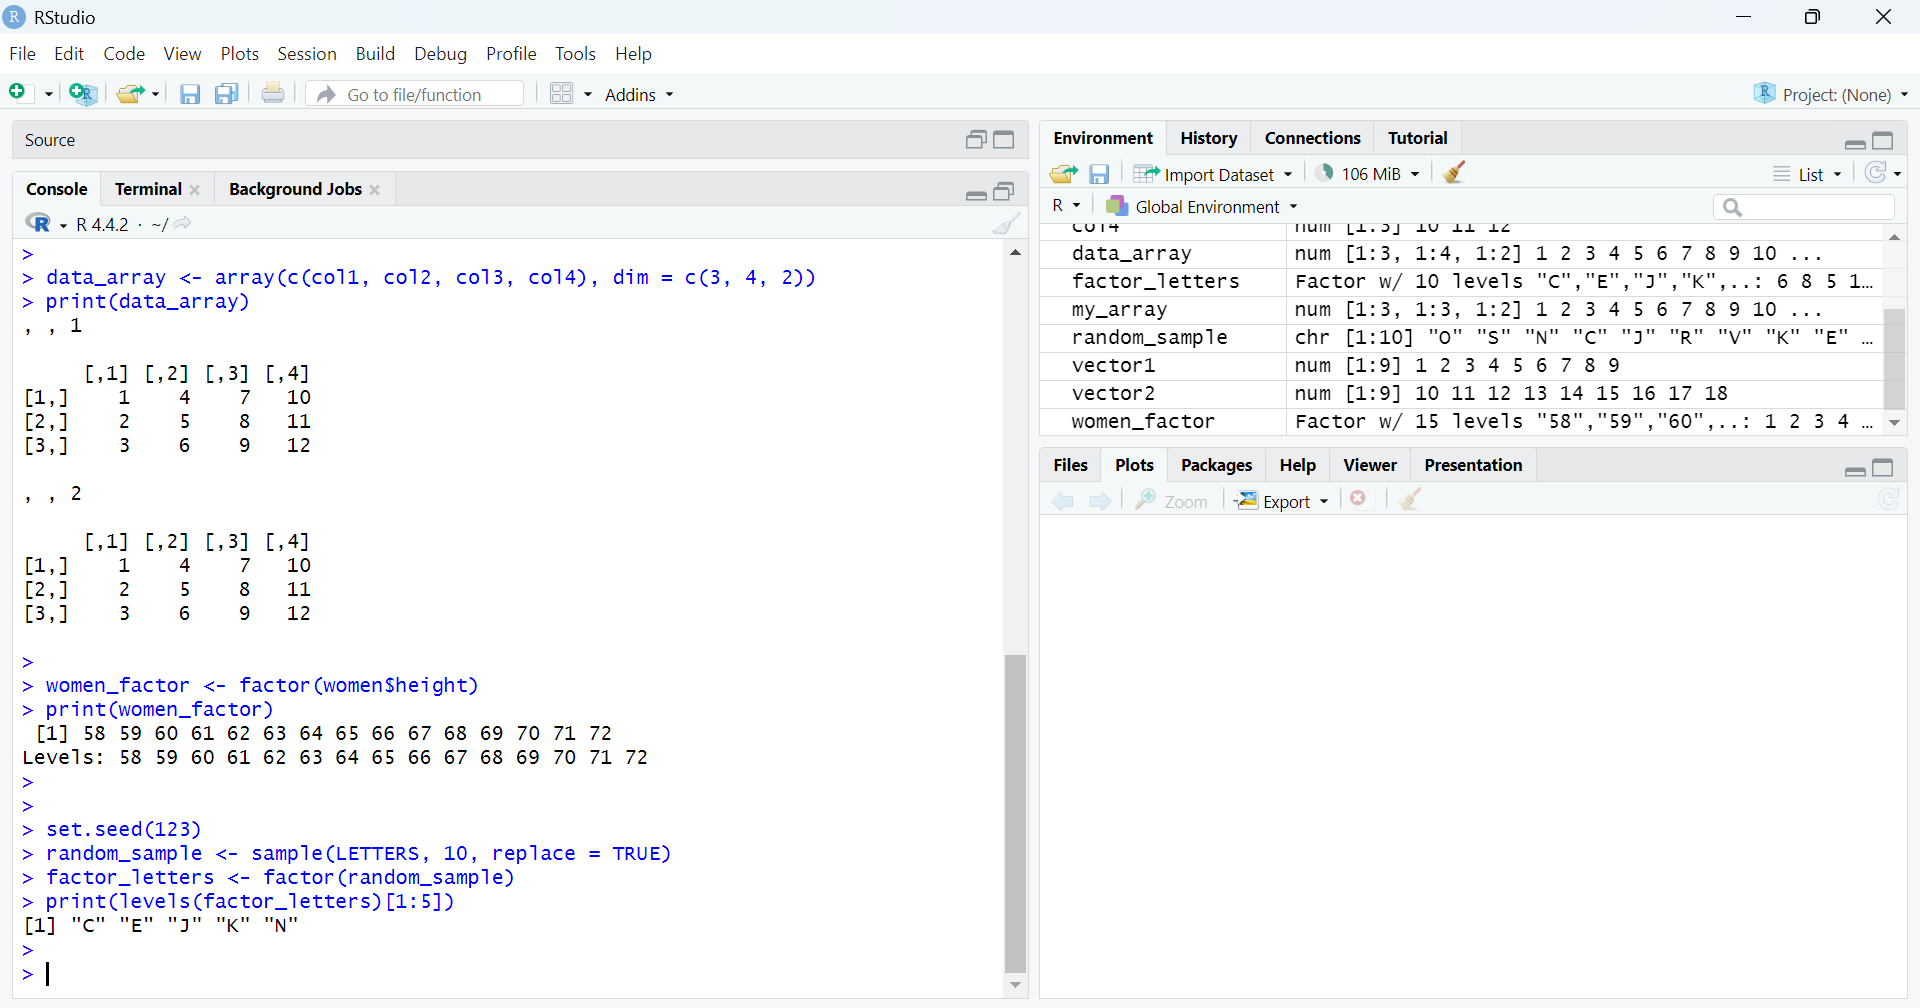 RStudio
File Edit Code View Plots Session Build Debug Profile Tools Help
Go to file/function Addins Project: (None)
Source
Console Terminal Background Jobs
R 4.4.2 · ~/
>
> data_array <- array(c(col1, col2, col3, col4), dim = c(3, 4, 2))
> print(data_array)
, , 1
     [,1] [,2] [,3] [,4]
[1,]    1    4    7   10
[2,]    2    5    8   11
[3,]    3    6    9   12
, , 2
     [,1] [,2] [,3] [,4]
[1,]    1    4    7   10
[2,]    2    5    8   11
[3,]    3    6    9   12
>
> women_factor <- factor(women$height)
> print(women_factor)
 [1] 58 59 60 61 62 63 64 65 66 67 68 69 70 71 72
Levels: 58 59 60 61 62 63 64 65 66 67 68 69 70 71 72
>
>
> set.seed(123)
> random_sample <- sample(LETTERS, 10, replace = TRUE)
> factor_letters <- factor(random_sample)
> print(levels(factor_letters)[1:5])
[1] "C" "E" "J" "K" "N"
>
>
Environment History Connections Tutorial
Import Dataset 106 MiB List
R Global Environment
col4 num [1:3] 10 11 12
data_array num [1:3, 1:4, 1:2] 1 2 3 4 5 6 7 8 9 10 ...
factor_letters Factor w/ 10 levels "C","E","J","K",..: 6 8 5 1…
my_array num [1:3, 1:3, 1:2] 1 2 3 4 5 6 7 8 9 10 ...
random_sample chr [1:10] "O" "S" "N" "C" "J" "R" "V" "K" "E" …
vector1 num [1:9] 1 2 3 4 5 6 7 8 9
vector2 num [1:9] 10 11 12 13 14 15 16 17 18
women_factor Factor w/ 15 levels "58","59","60",..: 1 2 3 4 …
Files Plots Packages Help Viewer Presentation
Zoom Export